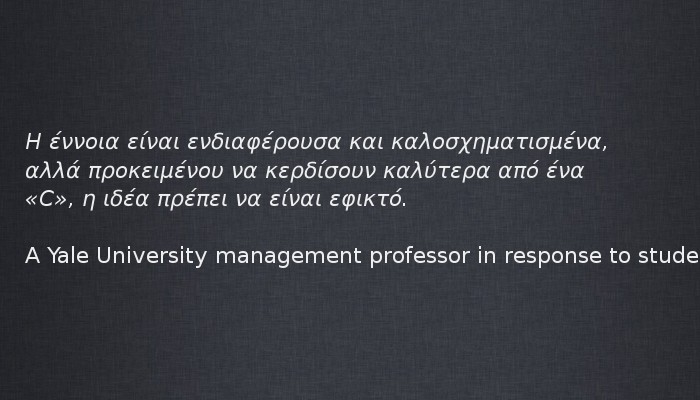 Η έννοια είναι ενδιαφέρουσα και καλοσχηματισμένα,
αλλά προκειμένου να κερδίσουν καλύτερα από ένα
«C», η ιδέα πρέπει να είναι εφικτό.
A Yale University management professor in response to stude